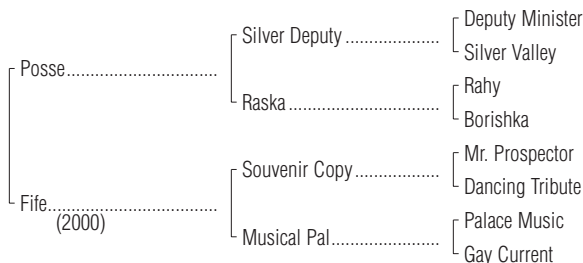 Deputy Minister
Silver Deputy ....................
Silver Valley
Posse................................
Rahy
Raska ................................
Borishka
Mr. Prospector
Souvenir Copy ..................
Dancing Tribute
Fife....................................
(2000)
Palace Music
Musical Pal.......................
Gay Current